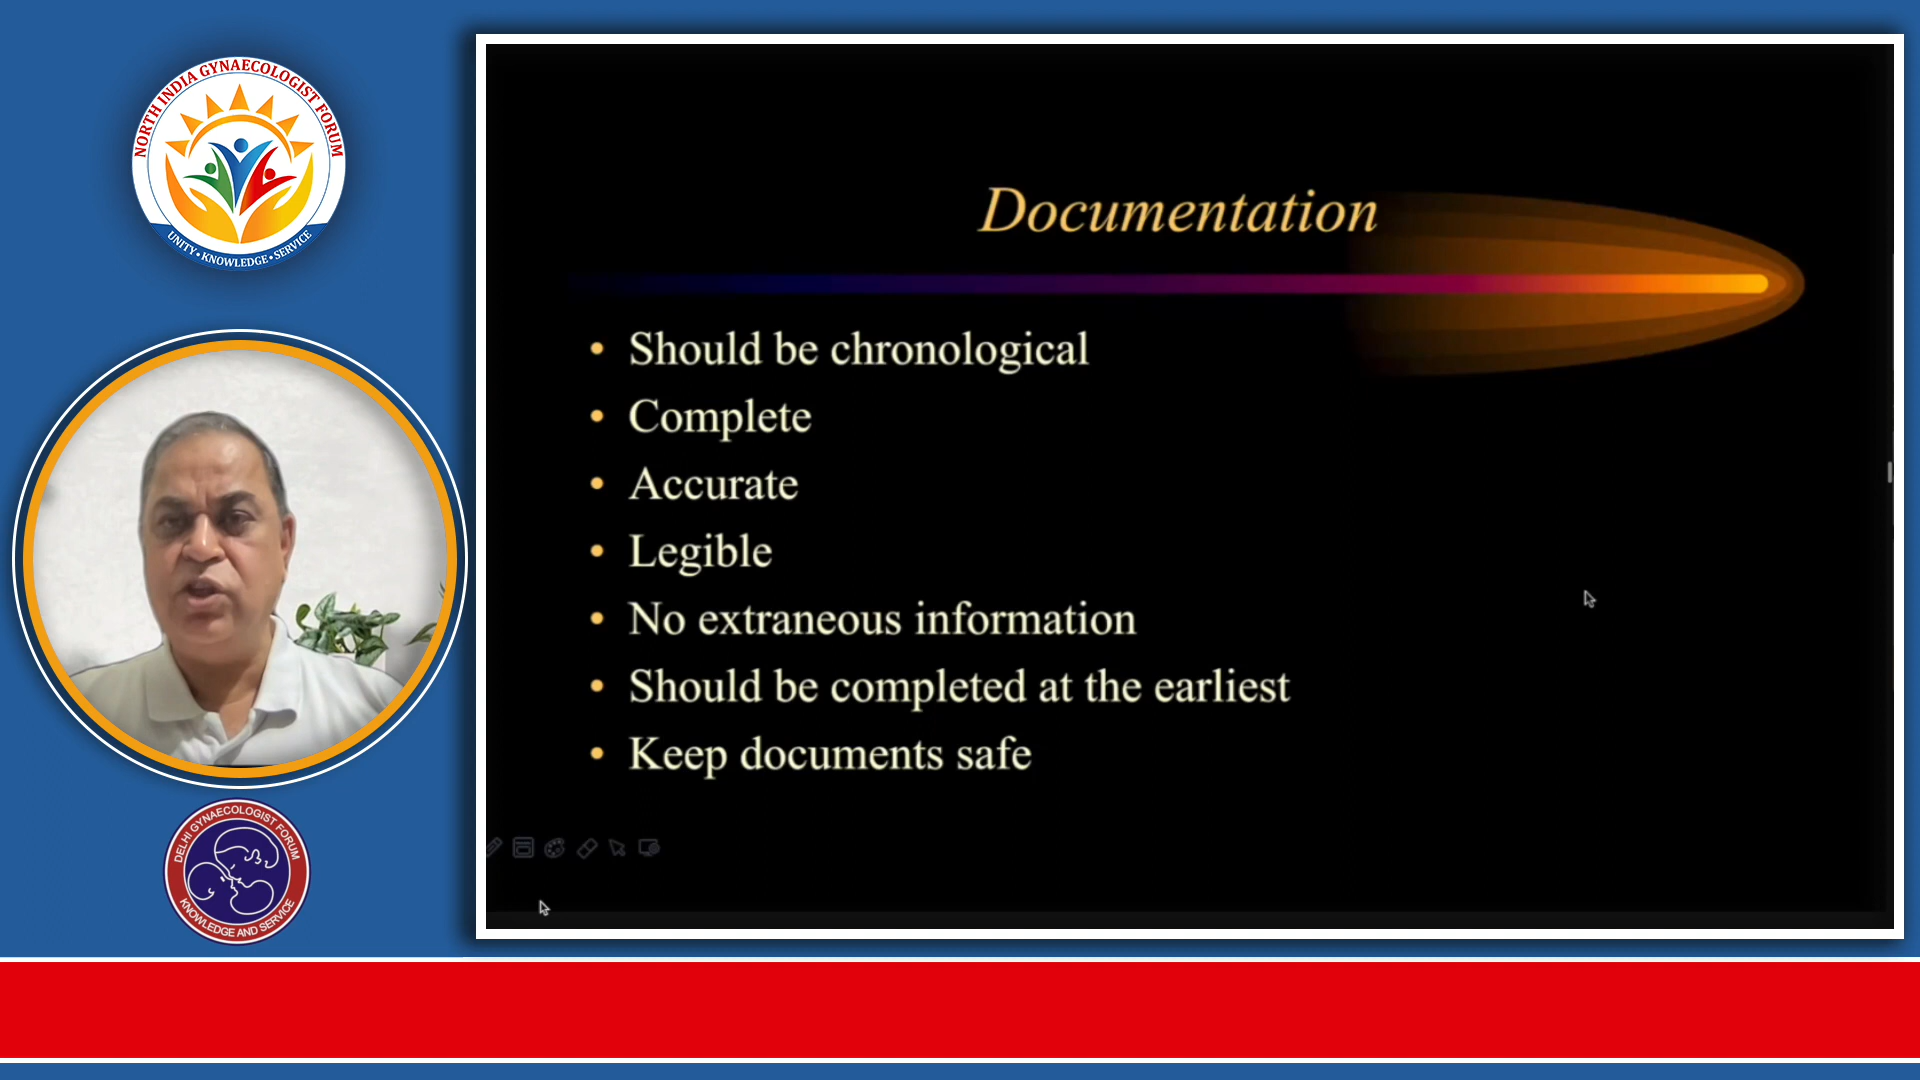 NORTH INDIA GYNAECOLOGIST FORUM
UNITY • KNOWLEDGE • SERVICE
Documentation
• Should be chronological
• Complete
• Accurate
• Legible
• No extraneous information
• Should be completed at the earliest
• Keep documents safe
DELHI GYNAECOLOGIST FORUM
KNOWLEDGE AND SERVICE